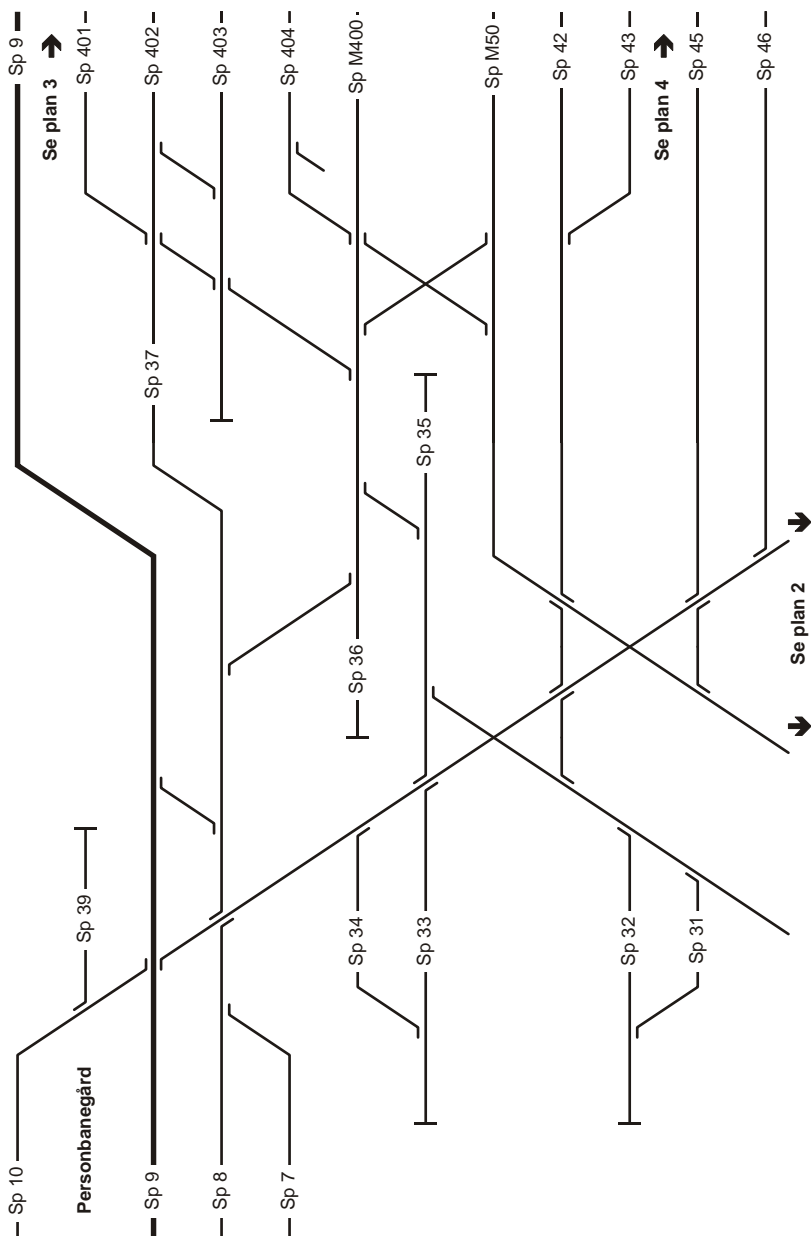 Sp 9
Se plan 3
Sp 401
Sp 402
Sp 403
Sp 404
Sp M400
Sp M50
Sp 42
Sp 43
Se plan 4
Sp 45
Sp 46
Sp 37
Sp 35
Sp 36
Se plan 2
Sp 39
Sp 34
Sp 33
Sp 32
Sp 31
Sp 10
Personbanegård
Sp 9
Sp 8
Sp 7